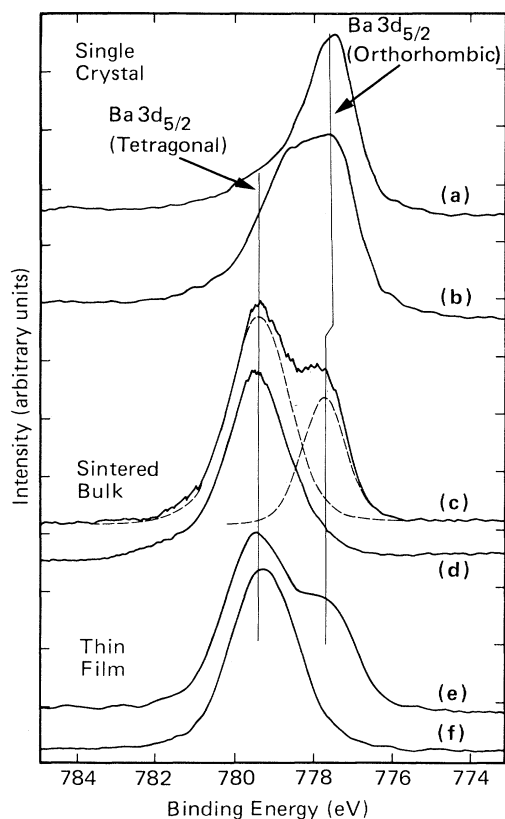 Single
Crystal
Ba 3d5/2
(Orthorhombic)
Ba 3d5/2
(Tetragonal)
(a)
(b)
Intensity (arbitrary units)
Sintered
Bulk
(c)
(d)
Thin
Film
(e)
(f)
784 782 780 778 776 774
Binding Energy (eV)